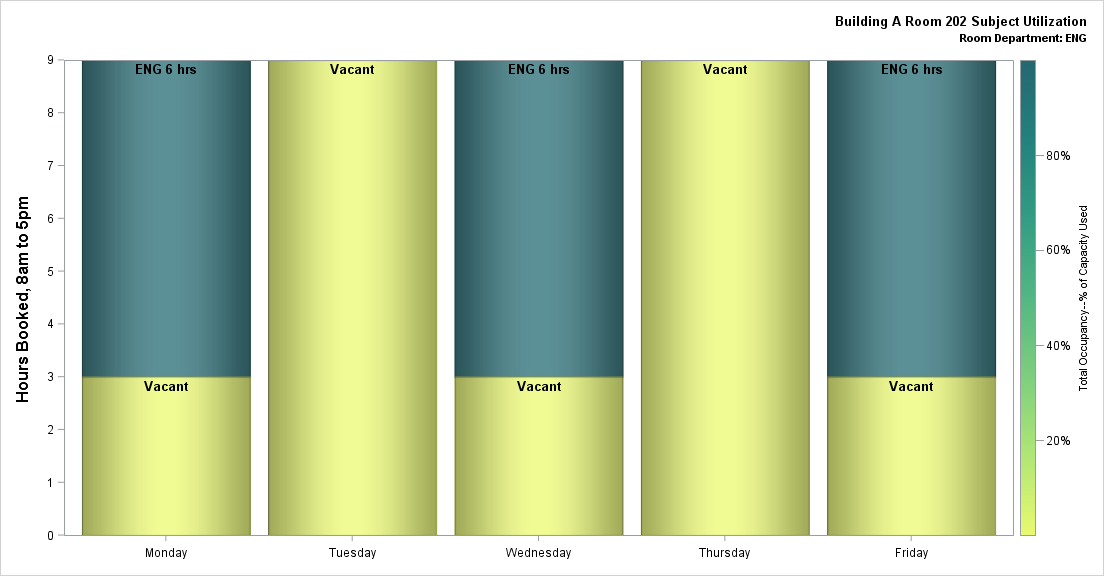 Building A Room 202 Subject Utilization
Room Department: ENG
Hours Booked, 8am to 5pm
9
8
7
6
5
4
3
2
1
0
ENG 6 hrs
Vacant
ENG 6 hrs
Vacant
ENG 6 hrs
Vacant
Vacant
Vacant
Monday
Tuesday
Wednesday
Thursday
Friday
80%
60%
40%
20%
Total Occupancy--% of Capacity Used